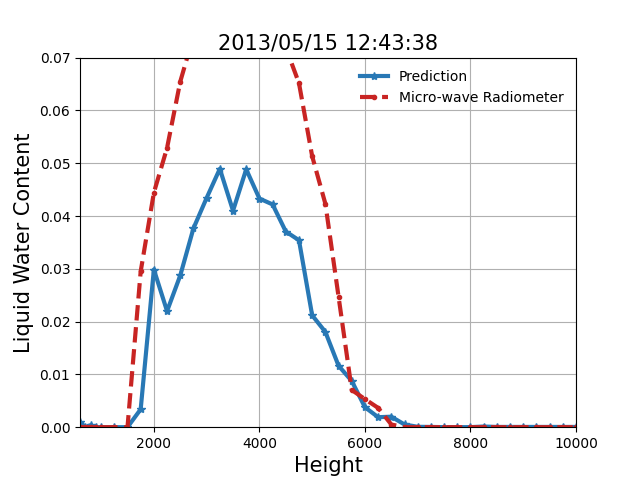 2013/05/15 12:43:38
0.07
0.06
0.05
0.04
0.03
0.02
0.01
0.00
Liquid Water Content
Prediction
Micro-wave Radiometer
2000 4000 6000 8000 10000
Height